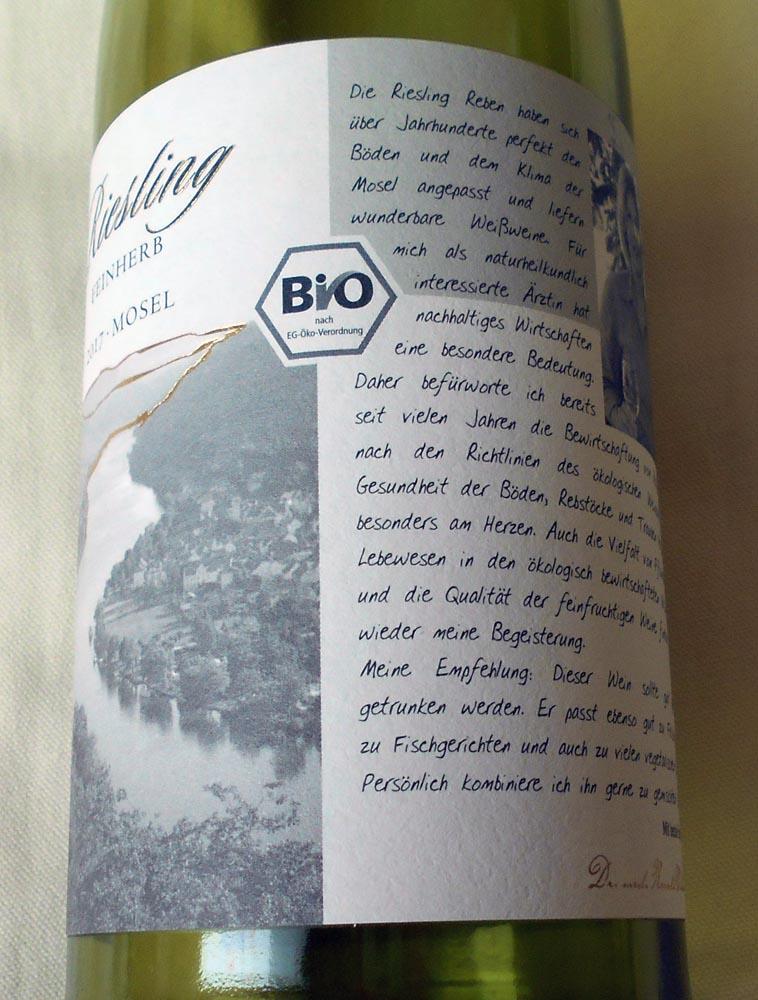 Riesling
FEINHERB
2017 · MOSEL
BIO
nach
EG-Öko-Verordnung
Die Riesling Reben haben sich
über Jahrhunderte perfekt den
Böden und dem Klima der
Mosel angepasst und liefern
wunderbare Weißweine. Für
mich als naturheilkundlich
interessierte Ärztin hat
nachhaltiges Wirtschaften
eine besondere Bedeutung.
Daher befürworte ich bereits
seit vielen Jahren die Bewirtschaftung
nach den Richtlinien des ökologischen
Gesundheit der Böden, Rebstöcke und
besonders am Herzen. Auch die Vielfalt von
Lebewesen in den ökologisch bewirtschafteten
und die Qualität der feinfruchtigen Weine
wieder meine Begeisterung.
Meine Empfehlung: Dieser Wein sollte
getrunken werden. Er passt ebenso gut zu
zu Fischgerichten und auch zu vielen
Persönlich kombiniere ich ihn gerne zu